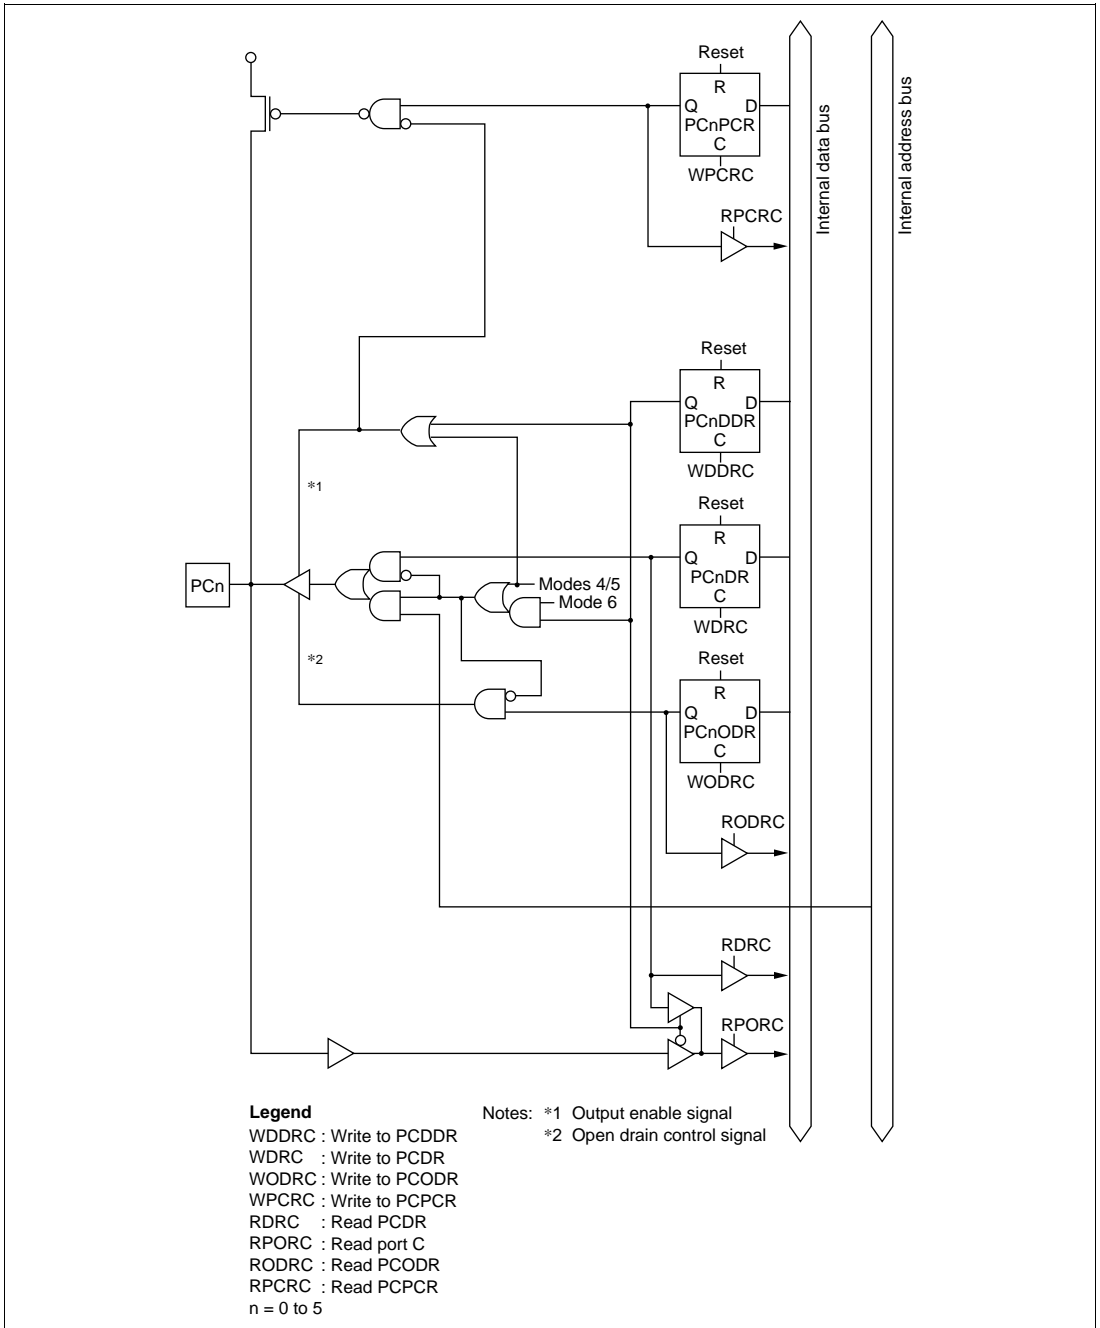 Reset
R
Q D
PCnPCR
C
WPCRC
RPCRC
Internal data bus
Internal address bus
Reset
R
Q D
PCnDDR
C
WDDRC
*1
Reset
R
Q D
PCnDR
C
WDRC
PCn
Modes 4/5
Mode 6
*2
Reset
R
Q D
PCnODR
C
WODRC
RODRC
RDRC
RPORC
Legend
WDDRC : Write to PCDDR
WDRC : Write to PCDR
WODRC : Write to PCODR
WPCRC : Write to PCPCR
RDRC : Read PCDR
RPORC : Read port C
RODRC : Read PCODR
RPCRC : Read PCPCR
n = 0 to 5
Notes: *1 Output enable signal
*2 Open drain control signal